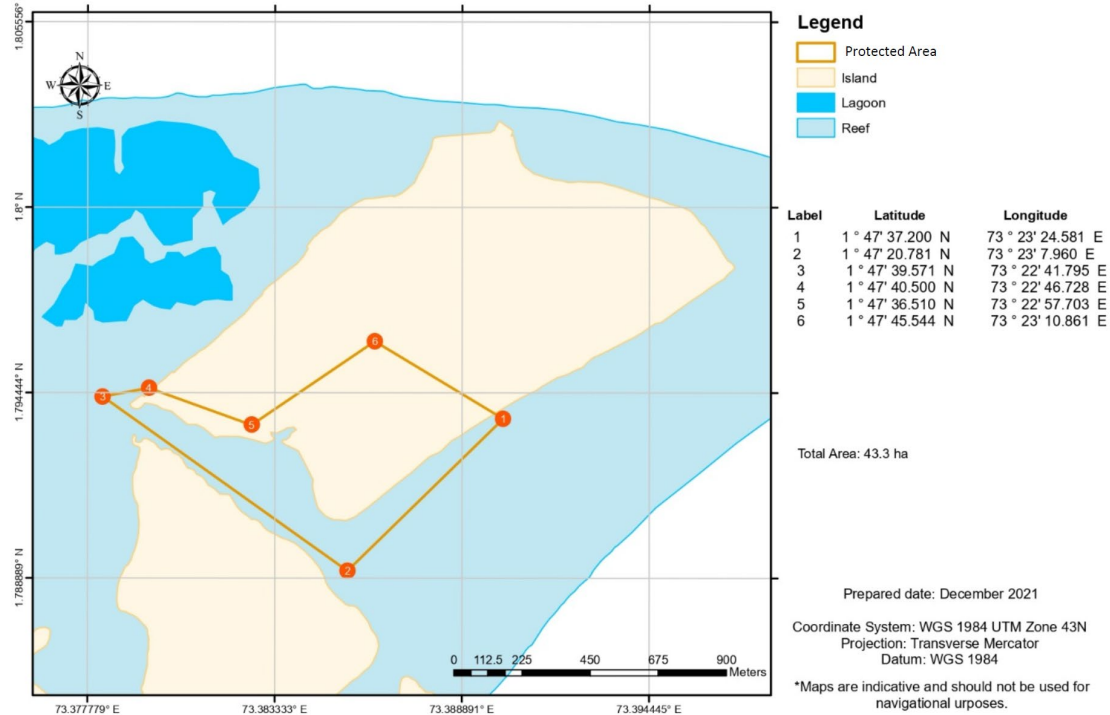 1.805556° N
1.8° N
1.79444° N
1.788889° N
N
W E
S
6
4
3
5
1
2
0 112.5 225 450 675 900
Meters
73.377779° E 73.383333° E 73.388891° E 73.394445° E
Legend
Protected Area
Island
Lagoon
Reef
Label Latitude Longitude
1 1 ° 47' 37.200 N 73 ° 23' 24.581 E
2 1 ° 47' 20.781 N 73 ° 23' 7.960 E
3 1 ° 47' 39.571 N 73 ° 22' 41.795 E
4 1 ° 47' 40.500 N 73 ° 22' 46.728 E
5 1 ° 47' 36.510 N 73 ° 22' 57.703 E
6 1 ° 47' 45.544 N 73 ° 23' 10.861 E
Total Area: 43.3 ha
Prepared date: December 2021
Coordinate System: WGS 1984 UTM Zone 43N
Projection: Transverse Mercator
Datum: WGS 1984
*Maps are indicative and should not be used for
navigational urposes.